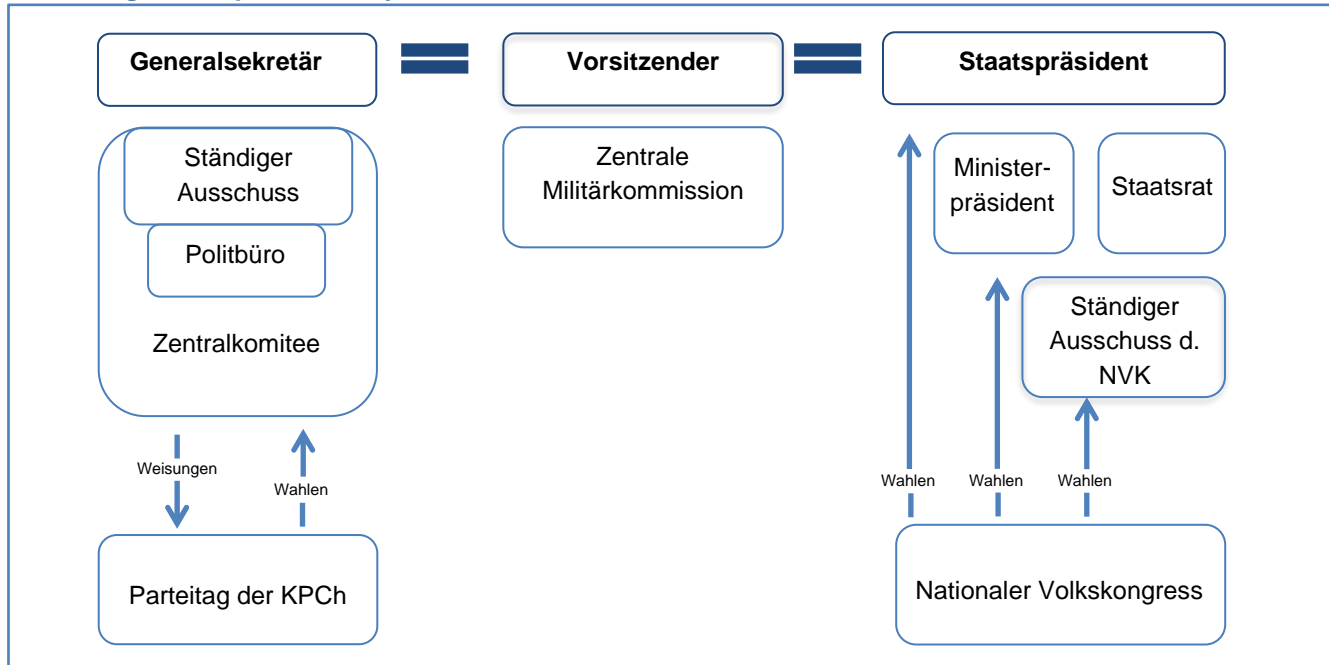 Generalsekretär
Vorsitzender
Staatspräsident
Ständiger
Ausschuss
Politbüro
Zentralkomitee
Zentrale
Militärkommission
Minister-
präsident
Staatsrat
Ständiger
Ausschuss d.
NVK
Weisungen
Wahlen
Wahlen
Wahlen
Wahlen
Parteitag der KPCh
Nationaler Volkskongress